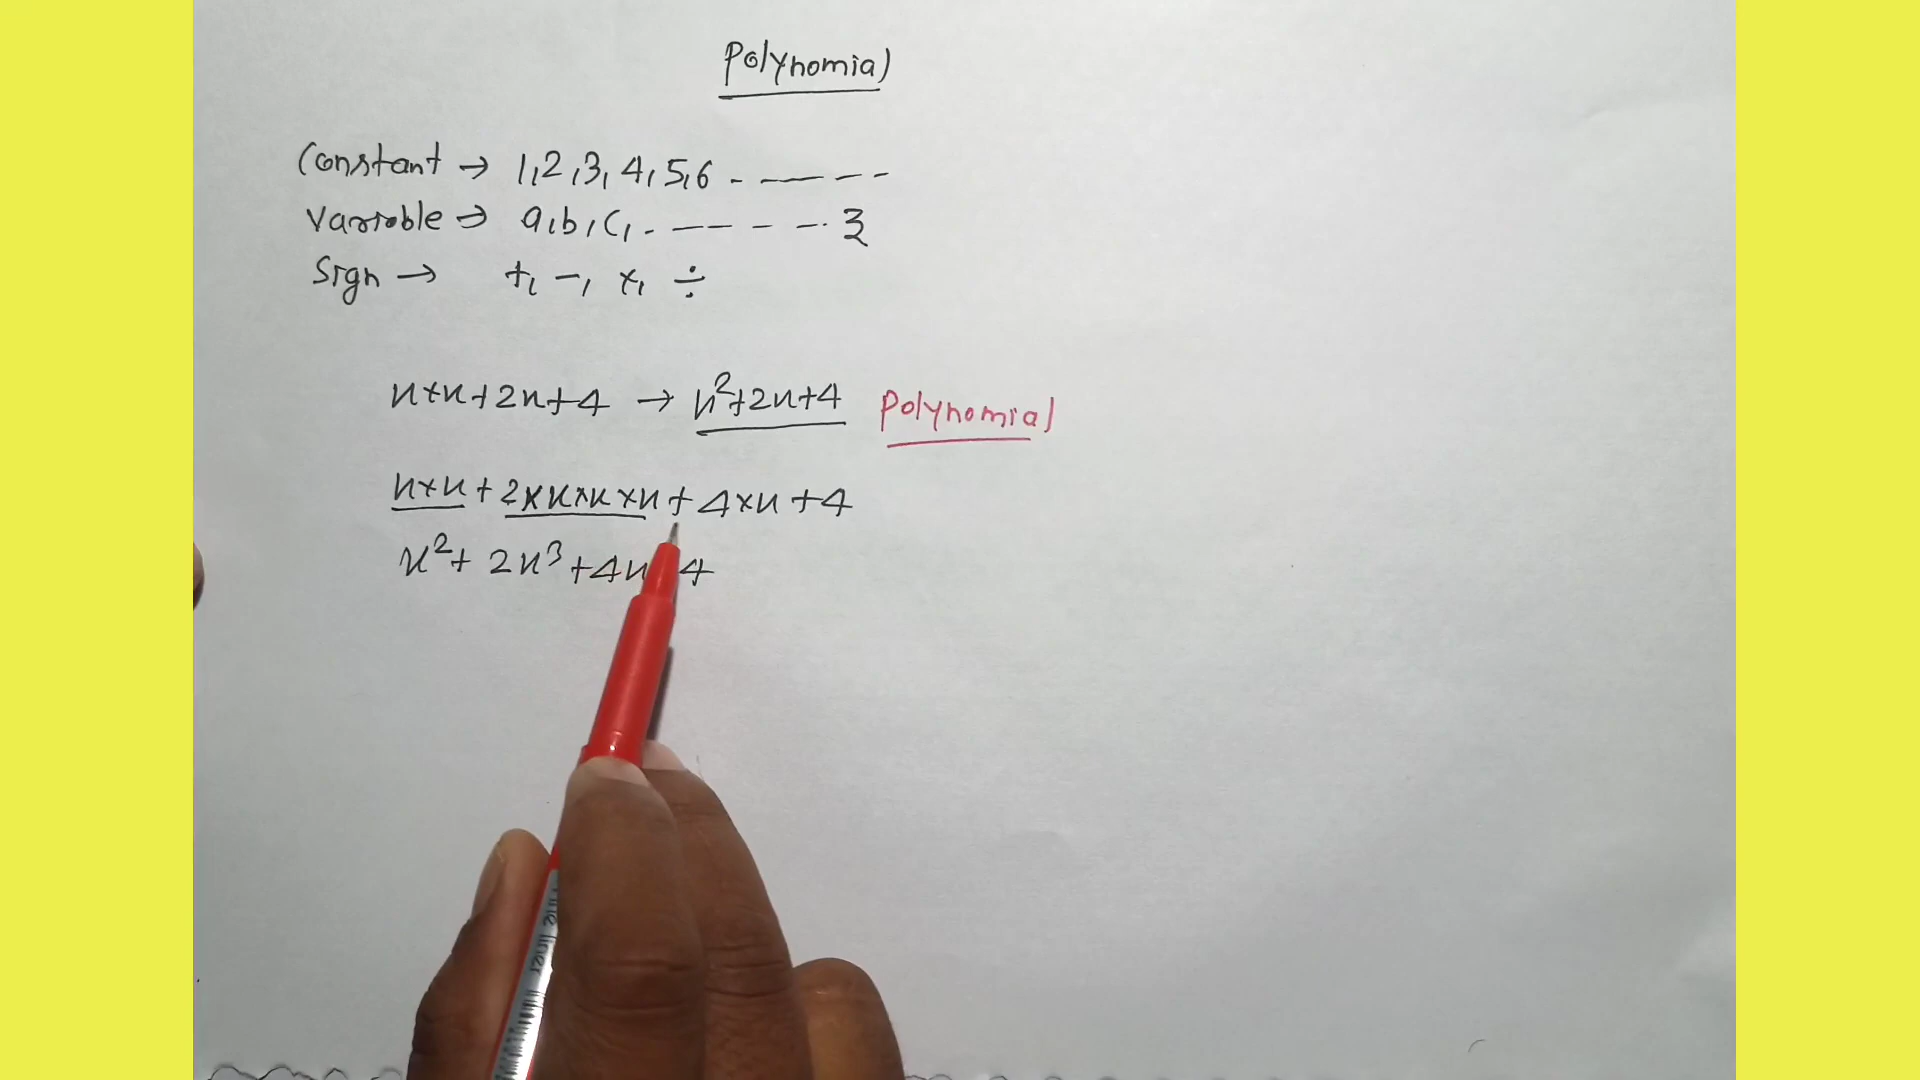 Polynomial
Constant → 1,2,3,4,5,6 - - - - -
Variable → a,b,c, - - - - - - z
Sign → +, -, ×, ÷
x×x+2x+4 → x²+2x+4 Polynomial
x×x + 2×x×x×x + 4×x + 4
x² + 2x³ + 4x 4